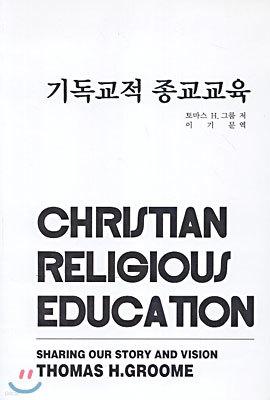 기독교적 종교교육
토마스 H. 그룸 저
이 기 문 역
CHRISTIAN
RELIGIOUS
EDUCATION
SHARING OUR STORY AND VISION
THOMAS H.GROOME